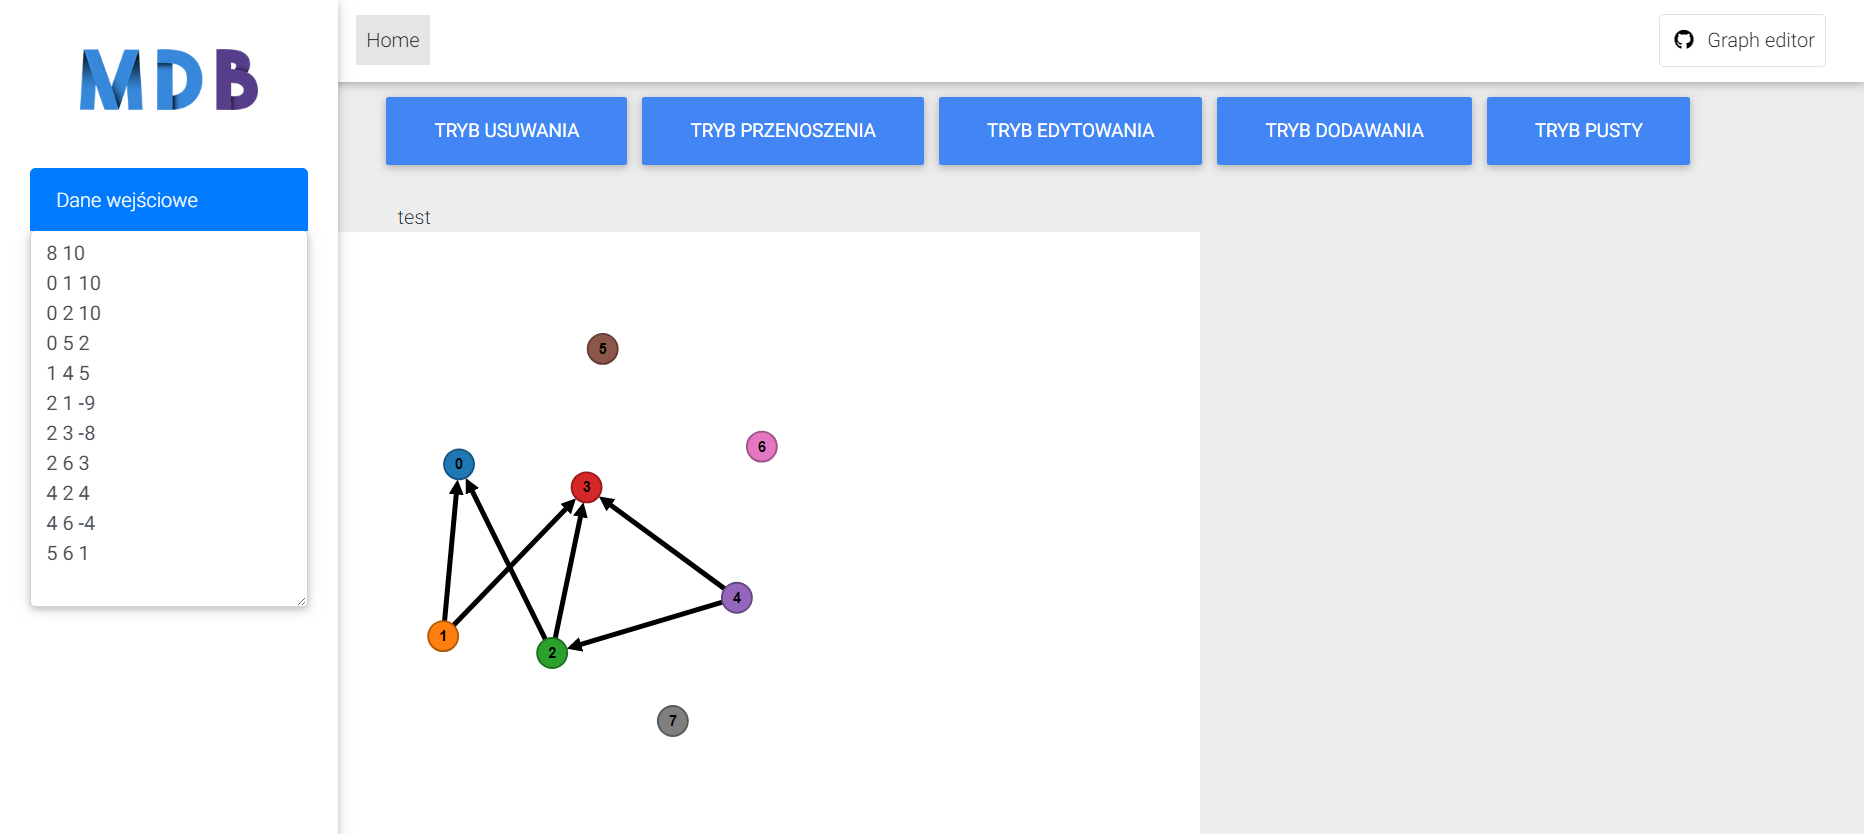 MDB
Home
Graph editor
TRYB USUWANIA
TRYB PRZENOSZENIA
TRYB EDYTOWANIA
TRYB DODAWANIA
TRYB PUSTY
Dane wejściowe
8 10
0 1 10
0 2 10
0 5 2
1 4 5
2 1 -9
2 3 -8
2 6 3
4 2 4
4 6 -4
5 6 1
test
5
6
0
3
4
1
2
7